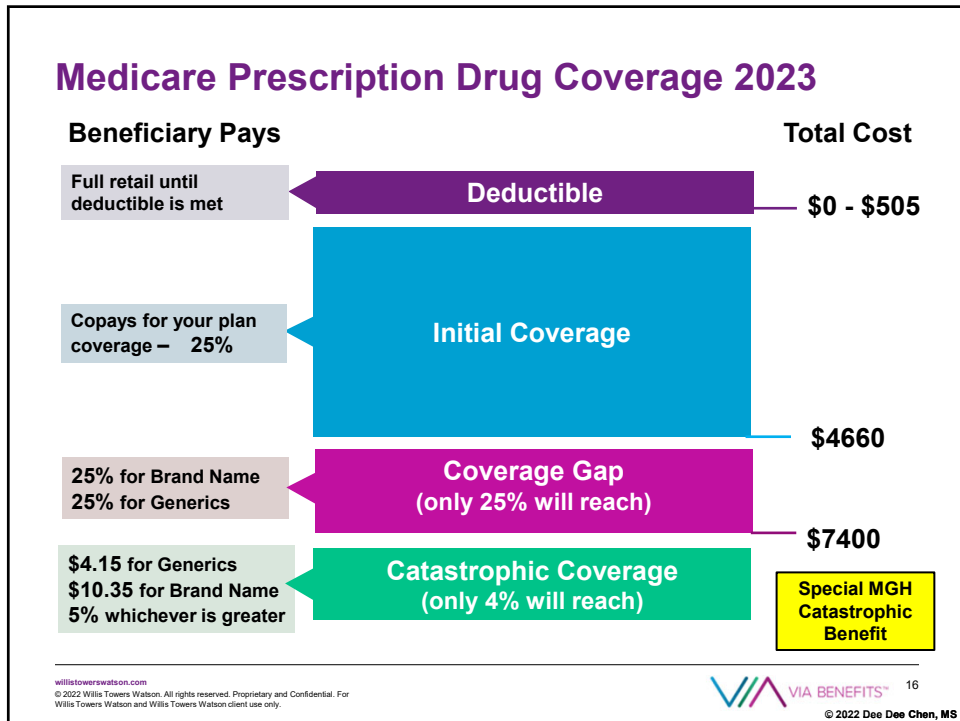 Medicare Prescription Drug Coverage 2023
Beneficiary Pays
Total Cost
Full retail until
deductible is met
Deductible
$0 - $505
Copays for your plan
coverage – 25%
Initial Coverage
$4660
25% for Brand Name
25% for Generics
Coverage Gap
(only 25% will reach)
$7400
$4.15 for Generics
$10.35 for Brand Name
5% whichever is greater
Catastrophic Coverage
(only 4% will reach)
Special MGH
Catastrophic
Benefit
willistowerswatson.com
© 2022 Willis Towers Watson. All rights reserved. Proprietary and Confidential. For
Willis Towers Watson and Willis Towers Watson client use only.
VIA VIA BENEFITS™
16
© 2022 Dee Dee Chen, MS